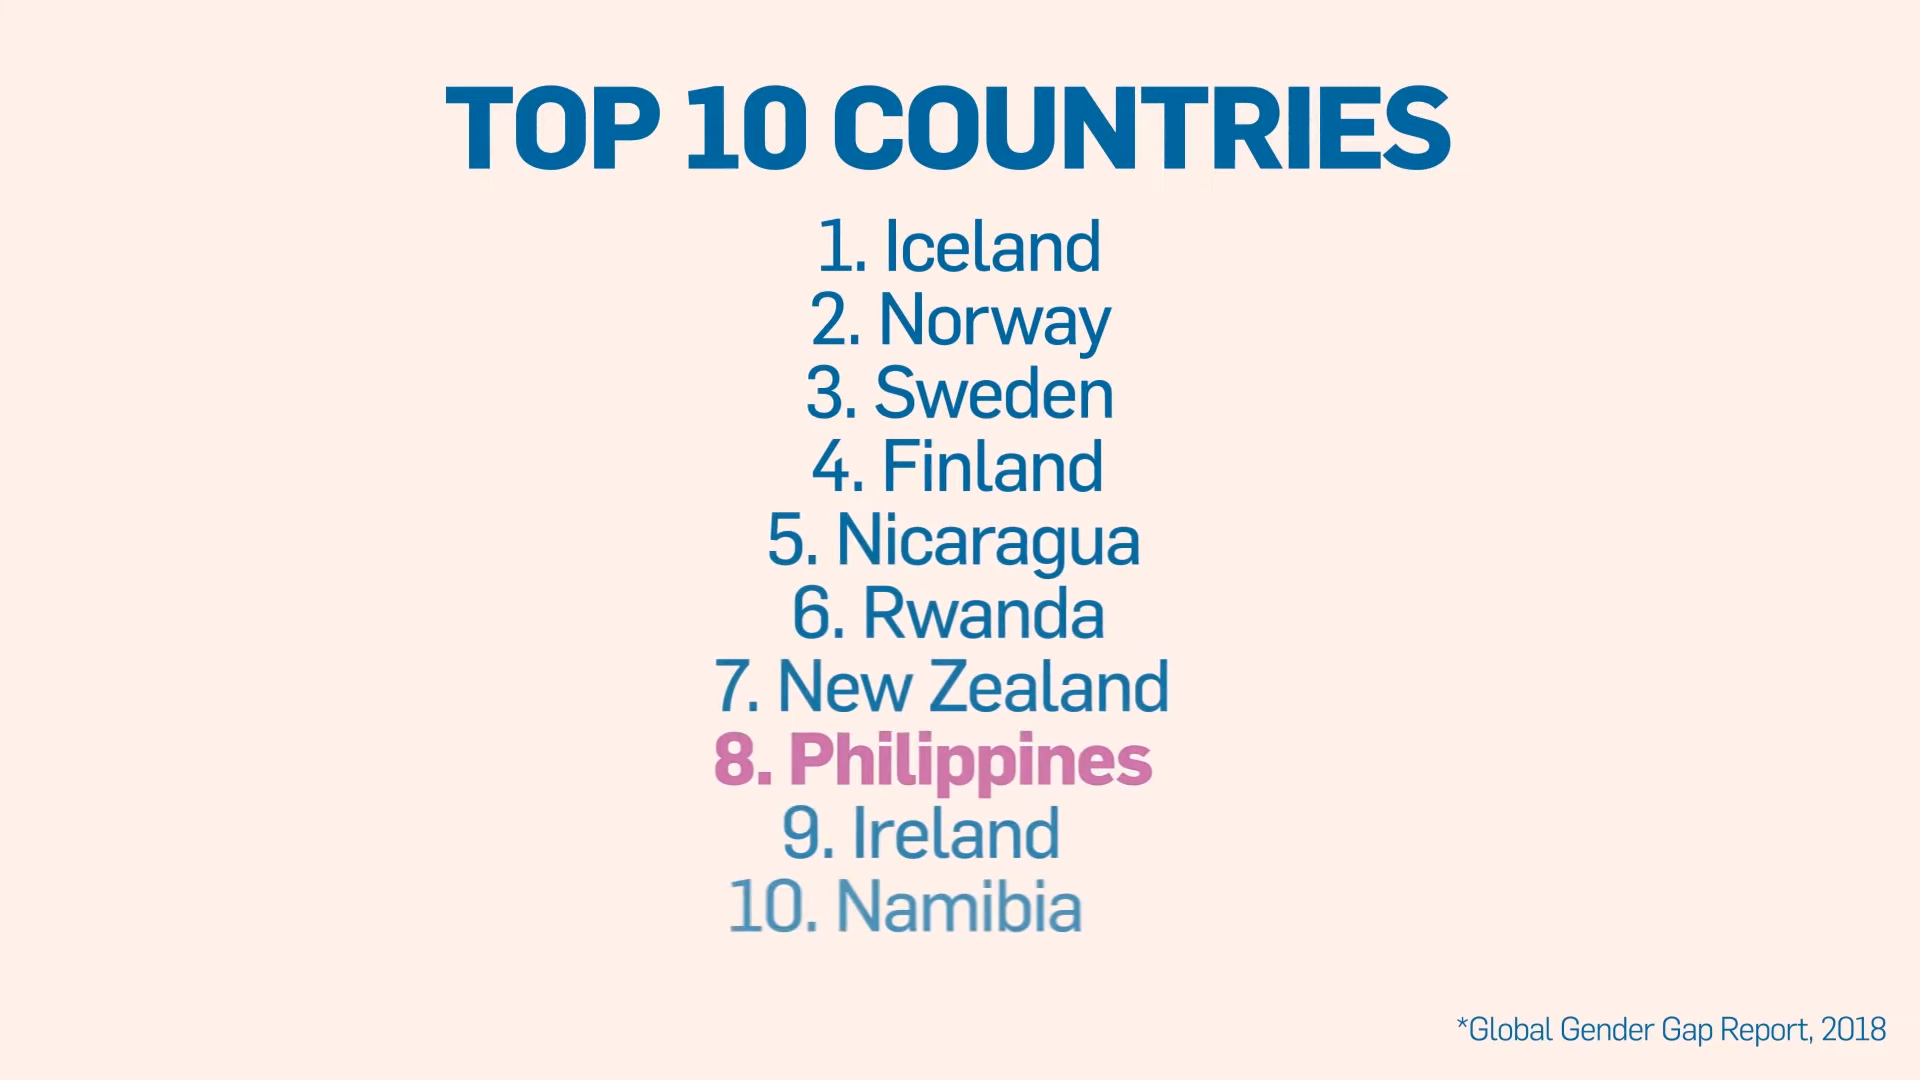 TOP 10 COUNTRIES
1. Iceland
2. Norway
3. Sweden
4. Finland
5. Nicaragua
6. Rwanda
7. New Zealand
8. Philippines
9. Ireland
10. Namibia
*Global Gender Gap Report, 2018